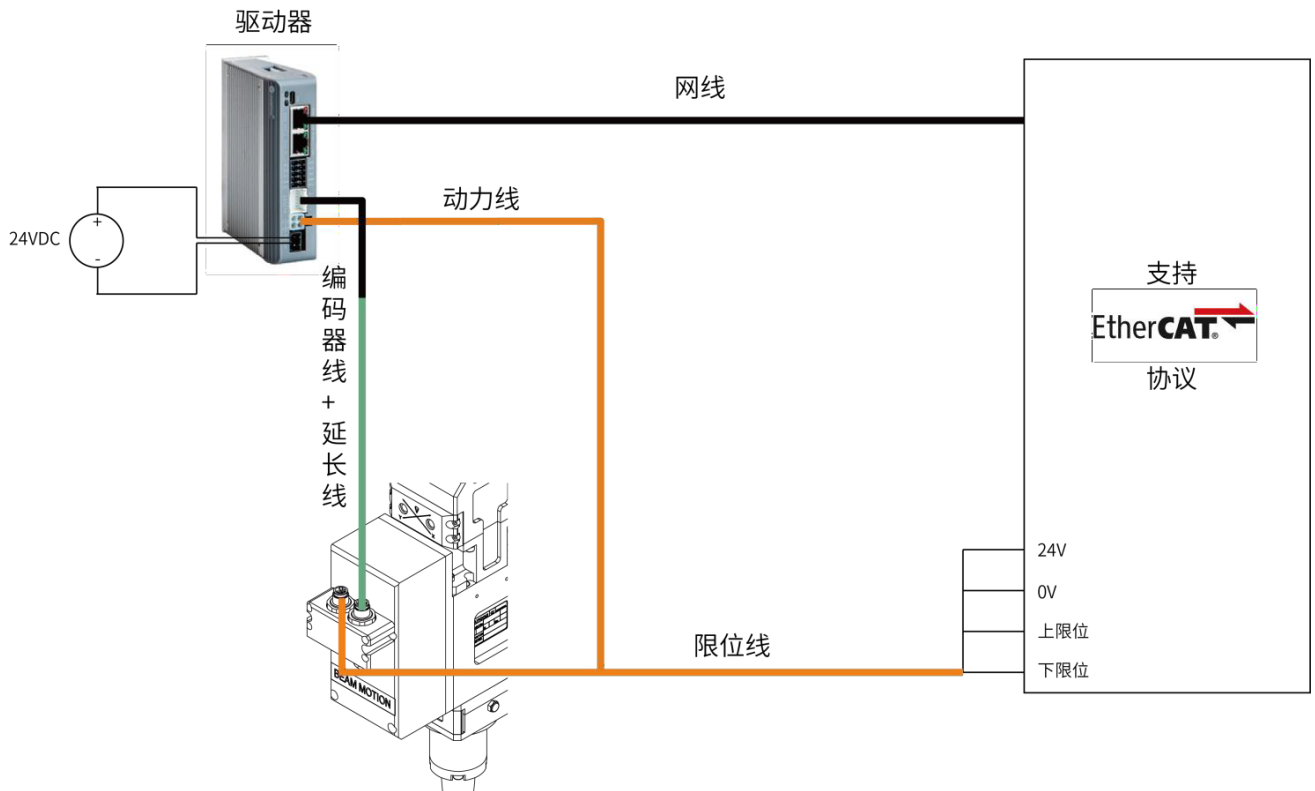 驱动器
网线
动力线
24VDC
+
-
编码器线+延长线
支持
EtherCAT®
协议
24V
0V
上限位
下限位
限位线
BEAM MOTION